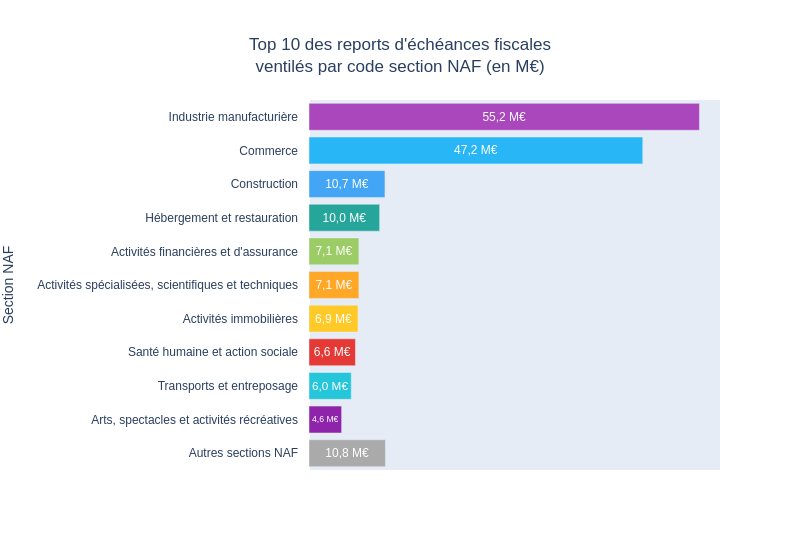 Top 10 des reports d'échéances fiscales
ventilés par code section NAF (en M€)
Section NAF
Industrie manufacturière 55,2 M€
Commerce 47,2 M€
Construction 10,7 M€
Hébergement et restauration 10,0 M€
Activités financières et d'assurance 7,1 M€
Activités spécialisées, scientifiques et techniques 7,1 M€
Activités immobilières 6,9 M€
Santé humaine et action sociale 6,6 M€
Transports et entreposage 6,0 M€
Arts, spectacles et activités récréatives 4,6 M€
Autres sections NAF 10,8 M€